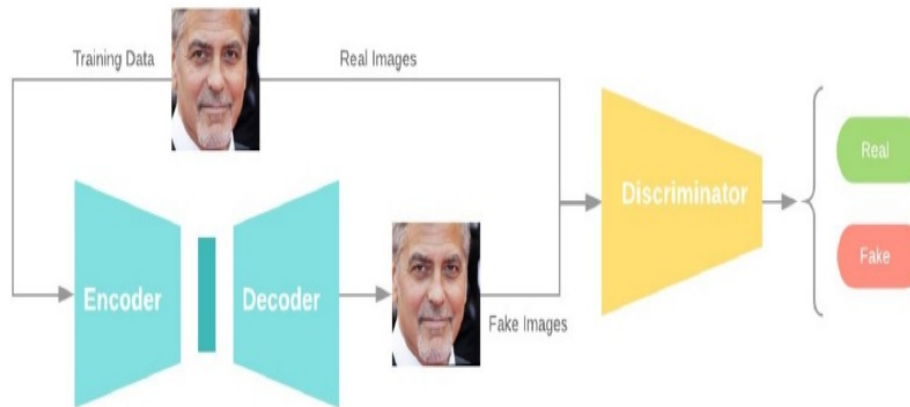 Training Data
Real Images
Discriminator
Real
Fake
Encoder
Decoder
Fake Images